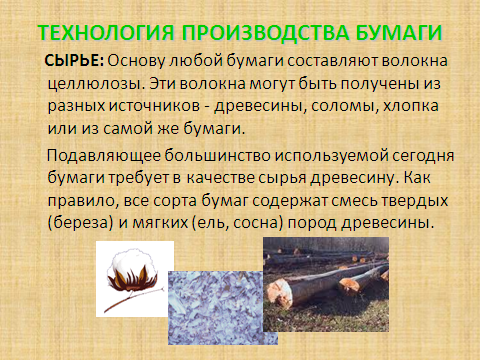 ТЕХНОЛОГИЯ ПРОИЗВОДСТВА БУМАГИ
СЫРЬЕ: Основу любой бумаги составляют волокна
целлюлозы. Эти волокна могут быть получены из
разных источников - древесины, соломы, хлопка
или из самой же бумаги.
Подавляющее большинство используемой сегодня
бумаги требует в качестве сырья древесину. Как
правило, все сорта бумаг содержат смесь твердых
(береза) и мягких (ель, сосна) пород древесины.